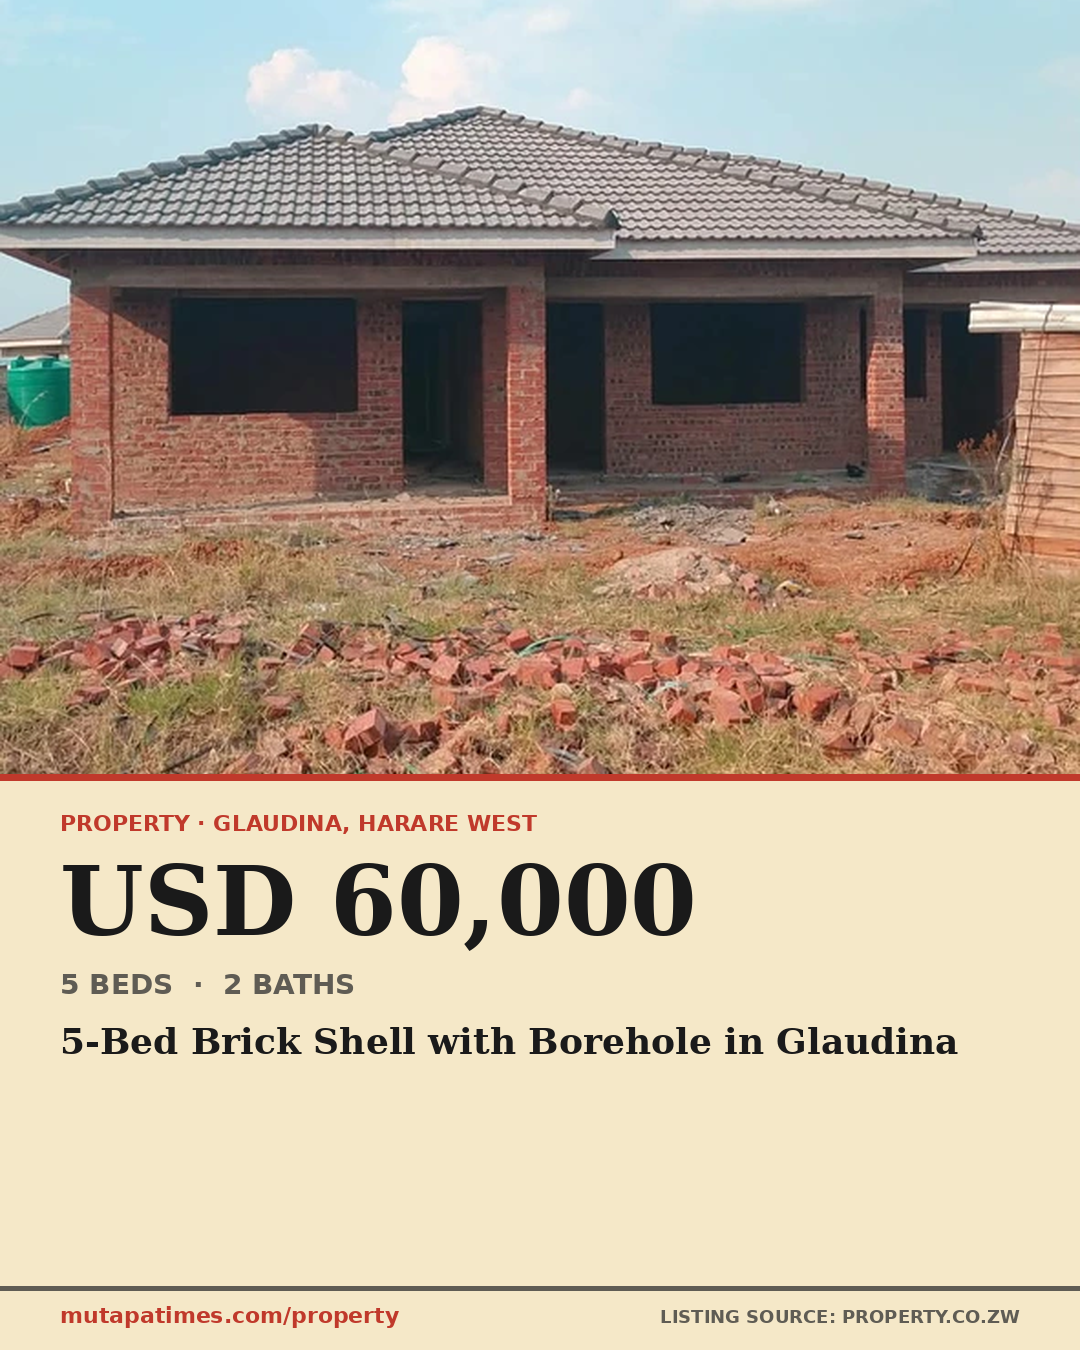 PROPERTY · GLAUDINA, HARARE WEST
USD 60,000
5 BEDS · 2 BATHS
5-Bed Brick Shell with Borehole in Glaudina
mutapatimes.com/property
LISTING SOURCE: PROPERTY.CO.ZW